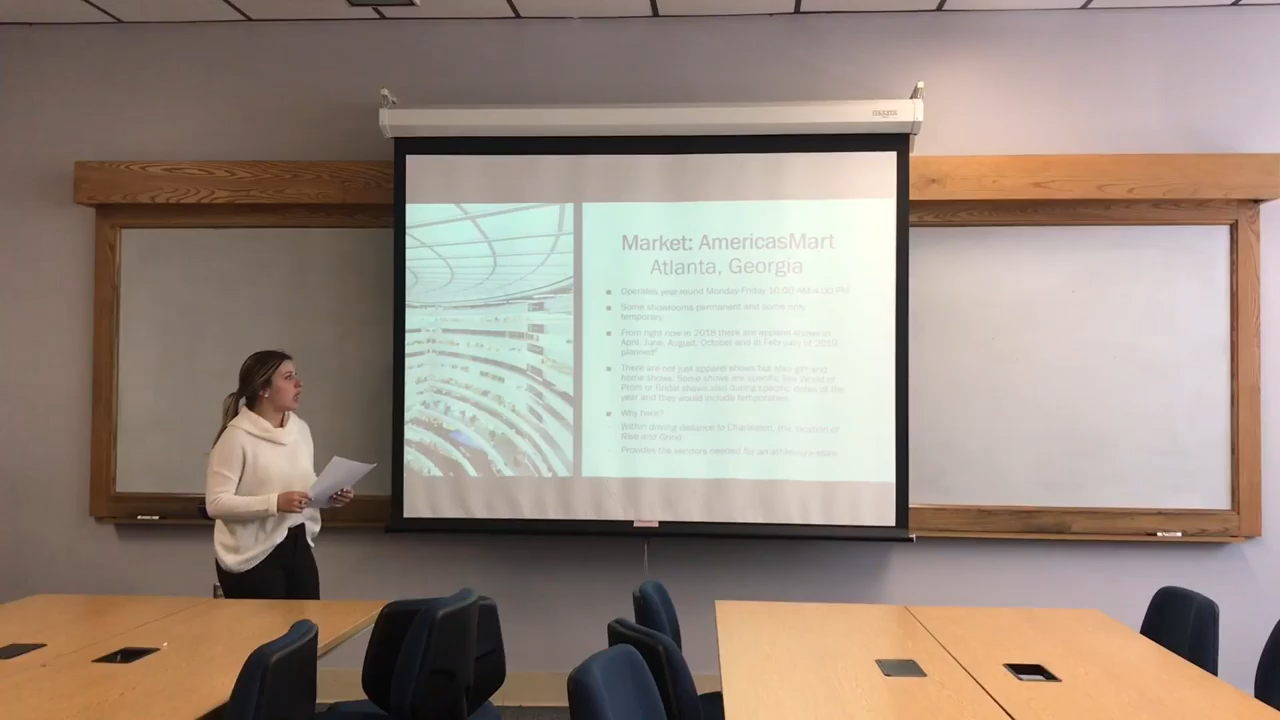 Market: AmericasMart
Atlanta, Georgia
Operates year round Monday-Friday 10:00 AM-4:00 PM
Some showrooms permanent and some only
temporary
From right now in 2018 there are apparel shows in
April, June, August, October and in February of 2019
planned"
There are not just apparel shows but also gift and
home shows. Some shows are specific like World of
Prom or Bridal shows also during specific dates of the
year and they would include temporaries.
Why here?
Within driving distance to Charleston, the location of
Rise and Grind
Provides the vendors needed for an athleisure store